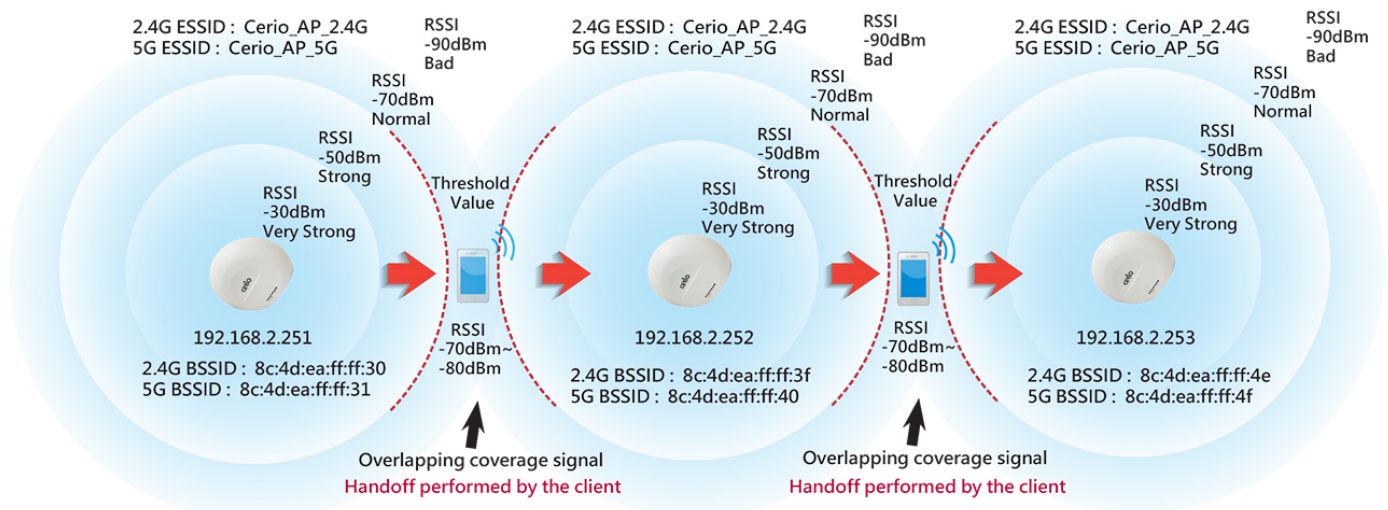 2.4G ESSID : Cerio_AP_2.4G
5G ESSID : Cerio_AP_5G
RSSI
-90dBm
Bad
RSSI
-70dBm
Normal
RSSI
-50dBm
Strong
RSSI
-30dBm
Very Strong
cerio
192.168.2.251
2.4G BSSID : 8c:4d:ea:ff:ff:30
5G BSSID : 8c:4d:ea:ff:ff:31
Threshold
Value
RSSI
-70dBm~
-80dBm
Overlapping coverage signal
Handoff performed by the client
2.4G ESSID : Cerio_AP_2.4G
5G ESSID : Cerio_AP_5G
RSSI
-90dBm
Bad
RSSI
-70dBm
Normal
RSSI
-50dBm
Strong
RSSI
-30dBm
Very Strong
cerio
192.168.2.252
2.4G BSSID : 8c:4d:ea:ff:ff:3f
5G BSSID : 8c:4d:ea:ff:ff:40
Threshold
Value
RSSI
-70dBm~
-80dBm
Overlapping coverage signal
Handoff performed by the client
2.4G ESSID : Cerio_AP_2.4G
5G ESSID : Cerio_AP_5G
RSSI
-90dBm
Bad
RSSI
-70dBm
Normal
RSSI
-50dBm
Strong
RSSI
-30dBm
Very Strong
cerio
192.168.2.253
2.4G BSSID : 8c:4d:ea:ff:ff:4e
5G BSSID : 8c:4d:ea:ff:ff:4f